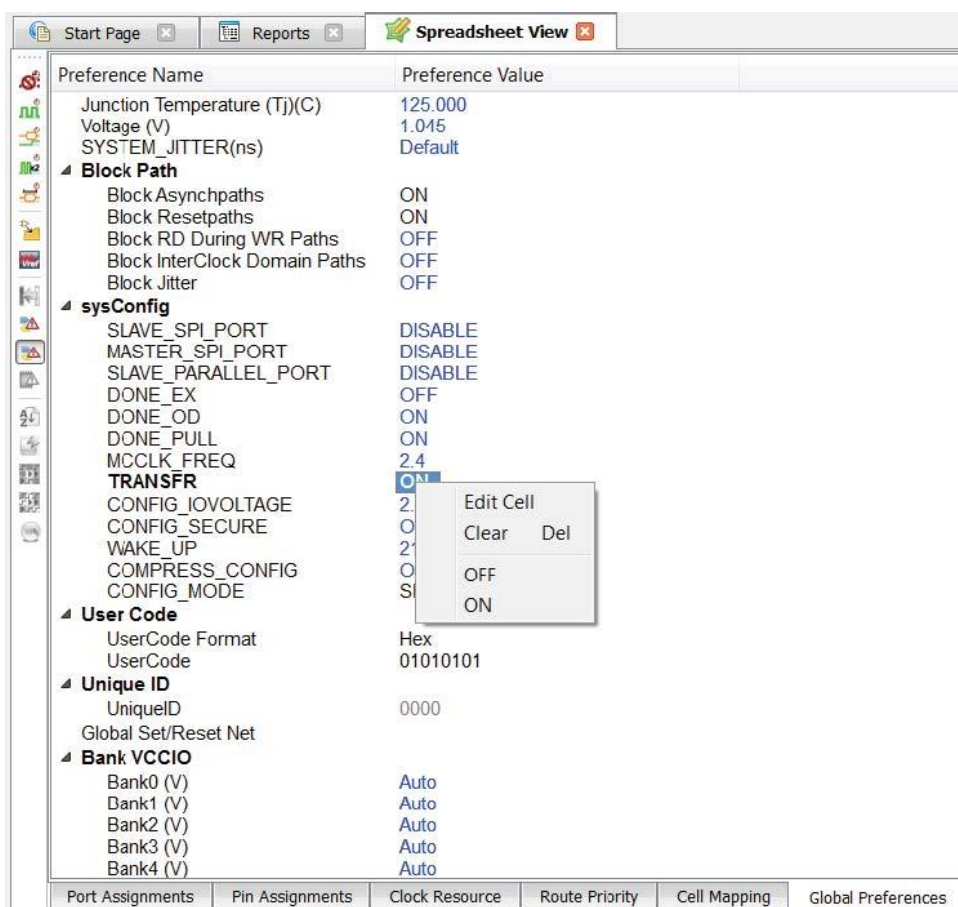 Start Page Reports Spreadsheet View
Preference Name Preference Value
Junction Temperature (Tj)(C) 125.000
Voltage (V) 1.045
SYSTEM_JITTER(ns) Default
Block Path
Block Asynchpaths ON
Block Resetpaths ON
Block RD During WR Paths OFF
Block InterClock Domain Paths OFF
Block Jitter OFF
sysConfig
SLAVE_SPI_PORT DISABLE
MASTER_SPI_PORT DISABLE
SLAVE_PARALLEL_PORT DISABLE
DONE_EX OFF
DONE_OD ON
DONE_PULL ON
MCCLK_FREQ 2.4
TRANSFR ON
CONFIG_IOVOLTAGE 2.
CONFIG_SECURE O
WAKE_UP 21
COMPRESS_CONFIG O
CONFIG_MODE
Edit Cell
Clear Del
OFF
ON
User Code
UserCode Format Hex
UserCode 01010101
Unique ID
UniqueID 0000
Global Set/Reset Net
Bank VCCIO
Bank0 (V) Auto
Bank1 (V) Auto
Bank2 (V) Auto
Bank3 (V) Auto
Bank4 (V) Auto
Port Assignments Pin Assignments Clock Resource Route Priority Cell Mapping Global Preferences